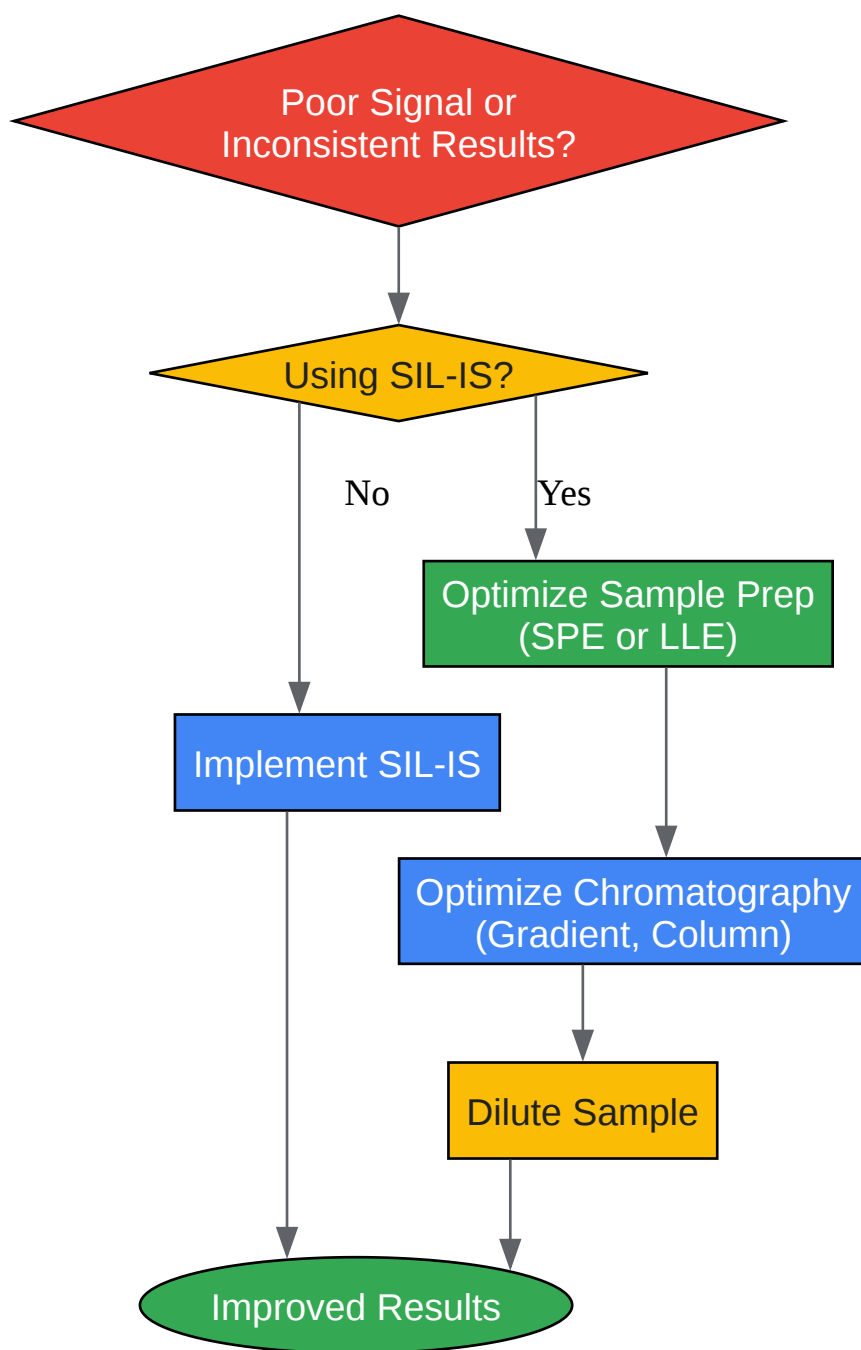 Poor Signal or
Inconsistent Results?
Using SIL-IS?
No
Yes
Optimize Sample Prep
(SPE or LLE)
Implement SIL-IS
Optimize Chromatography
(Gradient, Column)
Dilute Sample
Improved Results